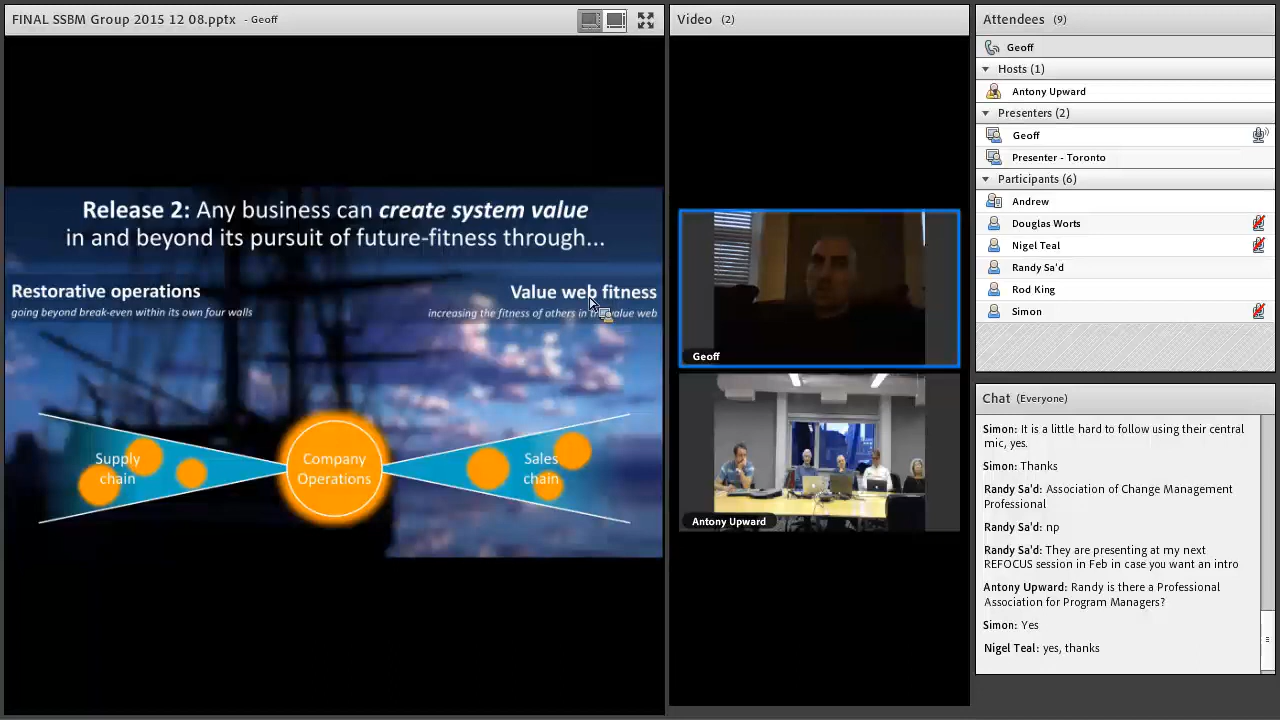 FINAL SSBM Group 2015 12 08.pptx - Geoff
Release 2: Any business can create system value
in and beyond its pursuit of future-fitness through...
Restorative operations
going beyond break-even within its own four walls
Value web fitness
increasing the fitness of others in value web
Supply
chain
Company
Operations
Sales
chain
Video (2)
Geoff
Antony Upward
Attendees (9)
Geoff
Hosts (1)
Antony Upward
Presenters (2)
Geoff
Presenter - Toronto
Participants (6)
Andrew
Douglas Worts
Nigel Teal
Randy Sa'd
Rod King
Simon
Chat (Everyone)
Simon: It is a little hard to follow using their central
mic, yes.
Simon: Thanks
Randy Sa'd: Association of Change Management
Professional
Randy Sa'd: np
Randy Sa'd: They are presenting at my next
REFOCUS session in Feb in case you want an intro
Antony Upward: Randy is there a Professional
Association for Program Managers?
Simon: Yes
Nigel Teal: yes, thanks